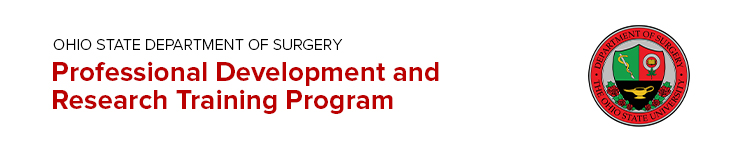 OHIO STATE DEPARTMENT OF SURGERY
Professional Development and
Research Training Program
DEPARTMENT OF SURGERY
THE OHIO STATE UNIVERSITY